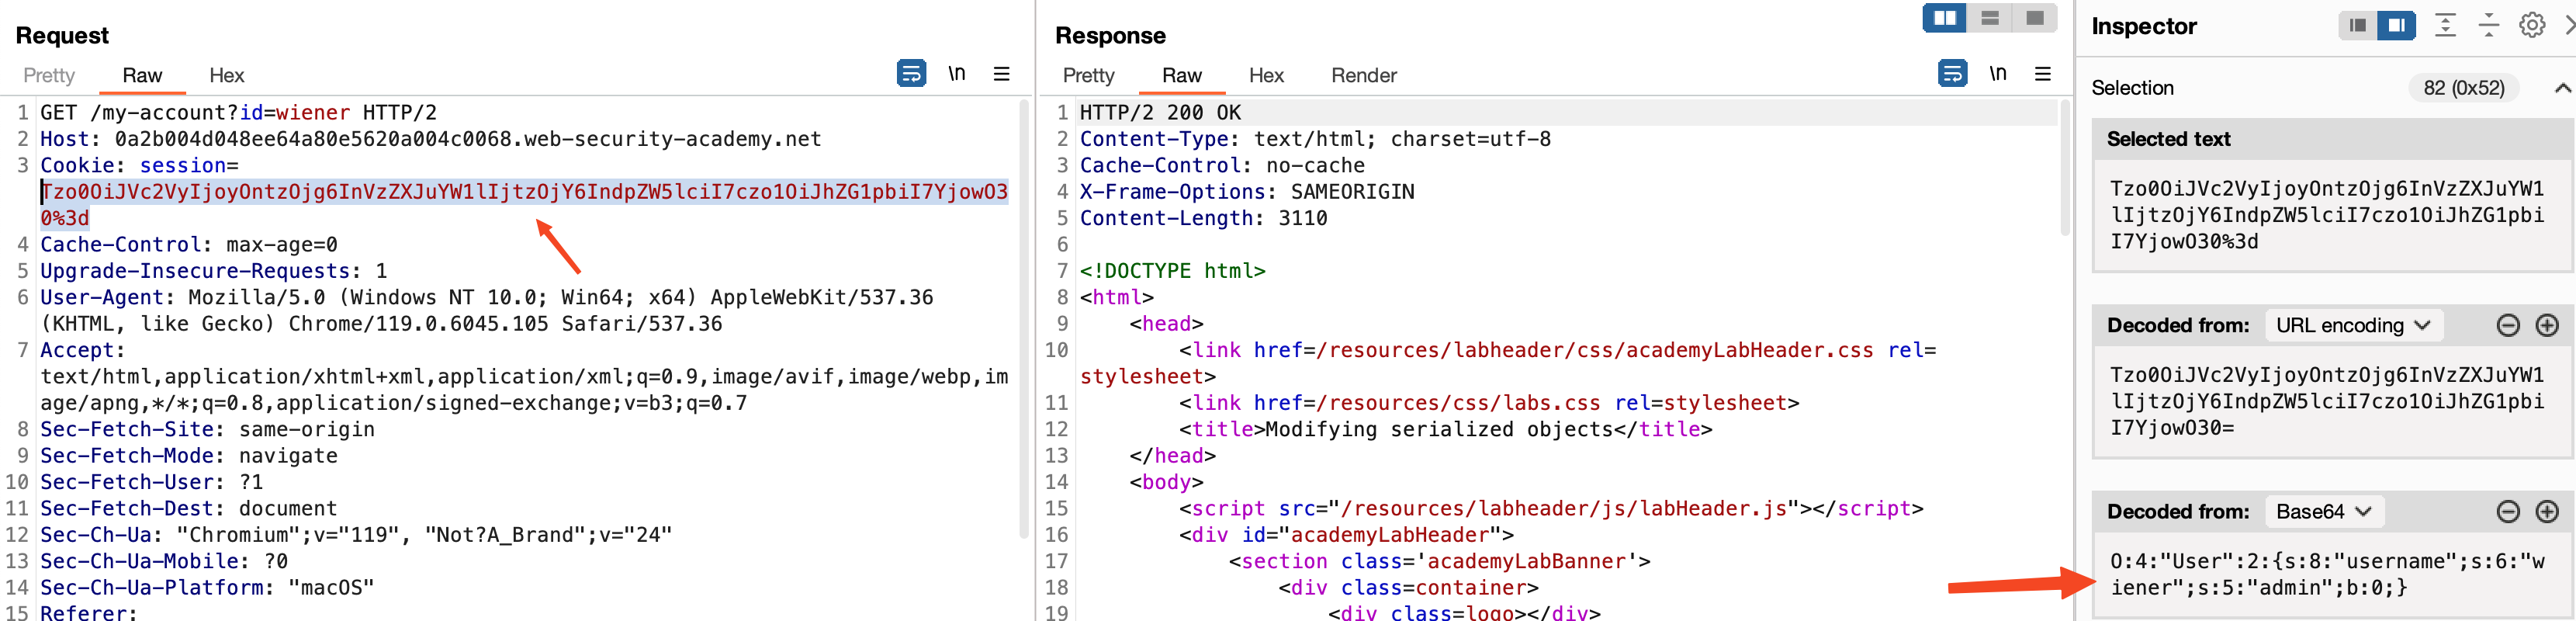 Request
Pretty Raw Hex
\n
1 GET /my-account?id=wiener HTTP/2
2 Host: 0a2b004d048ee64a80e5620a004c0068.web-security-academy.net
3 Cookie: session=
Tzo0OiJVc2VyIjoyOntzOjg6InVzZXJuYW1lIjtzOjY6IndpZW5lciI7czo1OiJhZG1pbiI7YjowO3
0%3d
4 Cache-Control: max-age=0
5 Upgrade-Insecure-Requests: 1
6 User-Agent: Mozilla/5.0 (Windows NT 10.0; Win64; x64) AppleWebKit/537.36
(KHTML, like Gecko) Chrome/119.0.6045.105 Safari/537.36
7 Accept:
text/html,application/xhtml+xml,application/xml;q=0.9,image/avif,image/webp,im
age/apng,*/*;q=0.8,application/signed-exchange;v=b3;q=0.7
8 Sec-Fetch-Site: same-origin
9 Sec-Fetch-Mode: navigate
10 Sec-Fetch-User: ?1
11 Sec-Fetch-Dest: document
12 Sec-Ch-Ua: "Chromium";v="119", "Not?A_Brand";v="24"
13 Sec-Ch-Ua-Mobile: ?0
14 Sec-Ch-Ua-Platform: "macOS"
15 Referer:
Response
Pretty Raw Hex Render
\n
1 HTTP/2 200 OK
2 Content-Type: text/html; charset=utf-8
3 Cache-Control: no-cache
4 X-Frame-Options: SAMEORIGIN
5 Content-Length: 3110
6
7 <!DOCTYPE html>
8 <html>
9 <head>
10 <link href=/resources/labheader/css/academyLabHeader.css rel=
stylesheet>
11 <link href=/resources/css/labs.css rel=stylesheet>
12 <title>Modifying serialized objects</title>
13 </head>
14 <body>
15 <script src="/resources/labheader/js/labHeader.js"></script>
16 <div id="academyLabHeader">
17 <section class='academyLabBanner'>
18 <div class=container>
19 <div class=logo></div>
Inspector
Selection 82 (0x52)
Selected text
Tzo0OiJVc2VyIjoyOntzOjg6InVzZXJuYW1
lIjtzOjY6IndpZW5lciI7czo1OiJhZG1pbi
I7YjowO30%3d
Decoded from: URL encoding
Tzo0OiJVc2VyIjoyOntzOjg6InVzZXJuYW1
lIjtzOjY6IndpZW5lciI7czo1OiJhZG1pbi
I7YjowO30=
Decoded from: Base64
O:4:"User":2:{s:8:"username";s:6:"w
iener";s:5:"admin";b:0;}